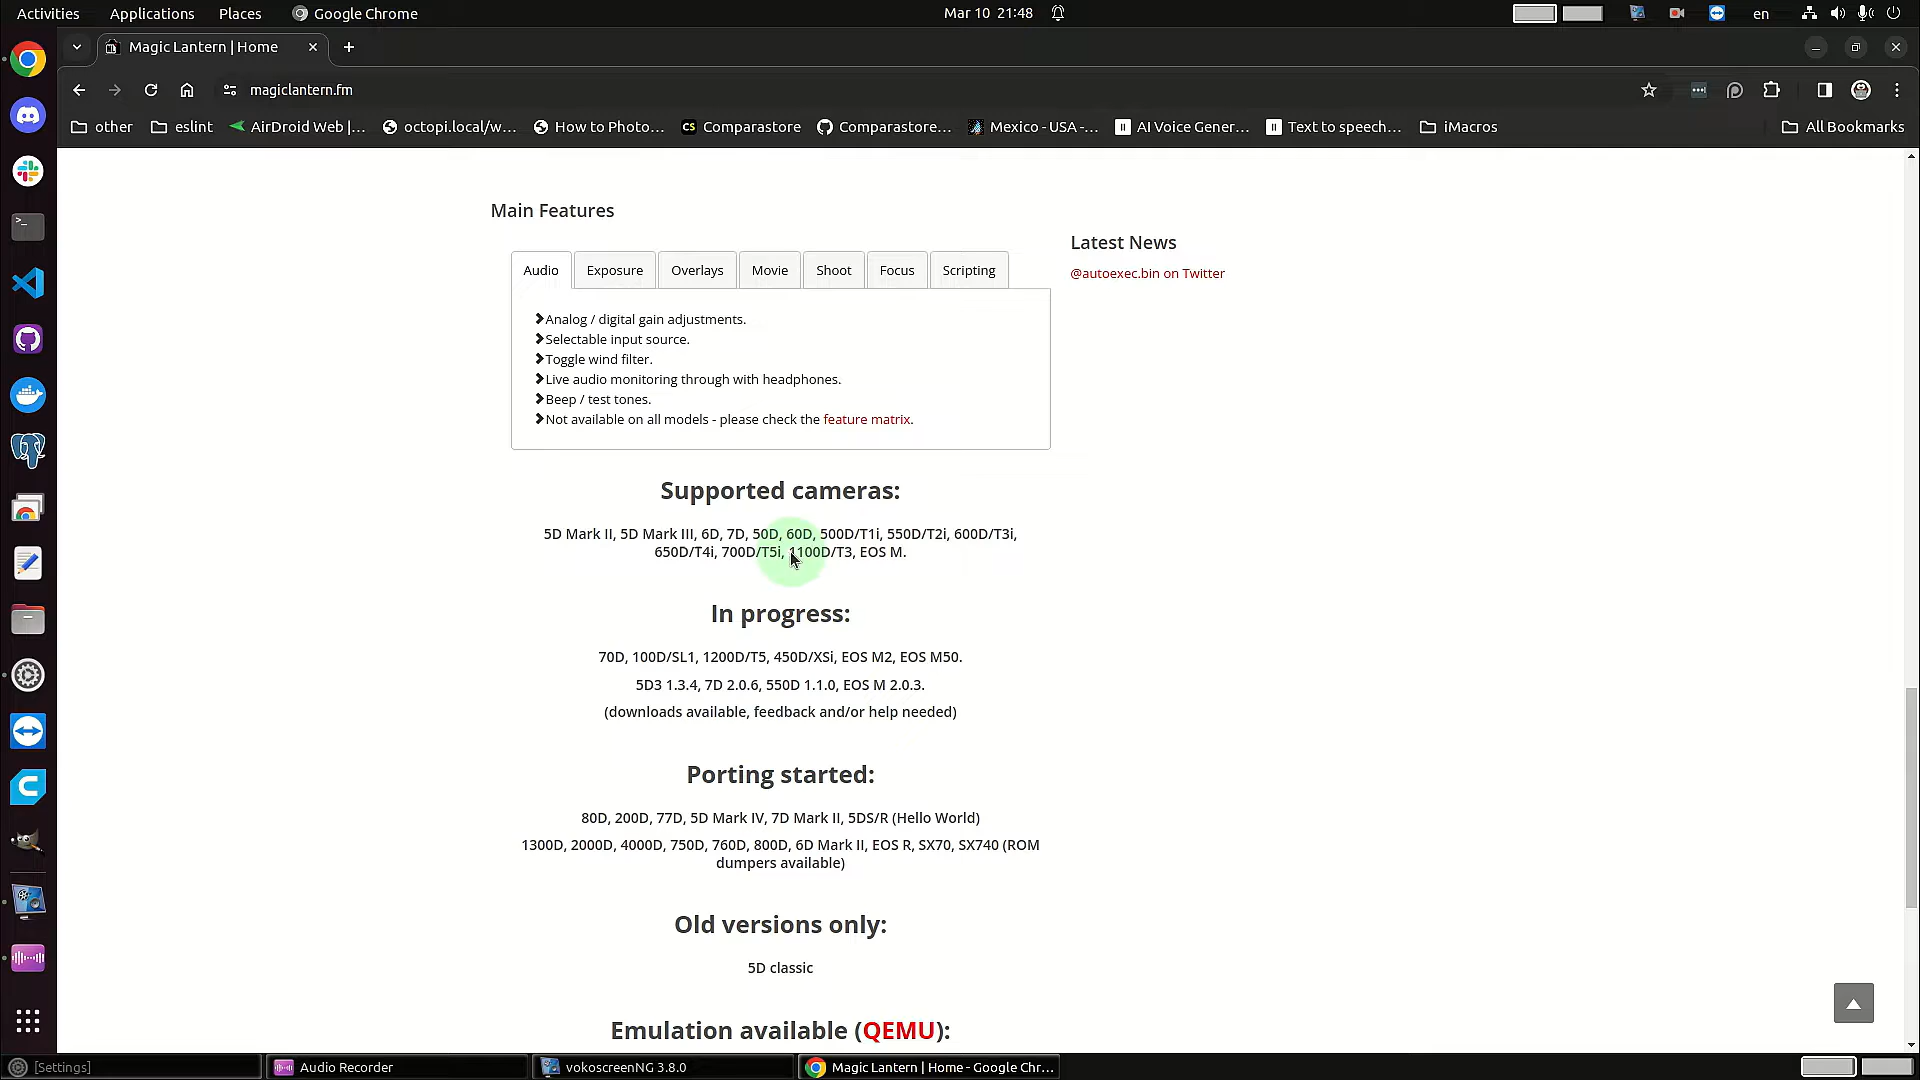 Activities
Applications
Places
Google Chrome
Mar 10 21:48
en
Magic Lantern | Home
magiclantern.fm
other
eslint
AirDroid Web |...
octopi.local/w...
How to Photo...
CS Comparastore
Comparastore...
Mexico - USA -...
AI Voice Gener...
Text to speech...
iMacros
All Bookmarks
Main Features
Audio
Exposure
Overlays
Movie
Shoot
Focus
Scripting
Analog / digital gain adjustments.
Selectable input source.
Toggle wind filter.
Live audio monitoring through with headphones.
Beep / test tones.
Not available on all models - please check the feature matrix.
Latest News
@autoexec.bin on Twitter
Supported cameras:
5D Mark II, 5D Mark III, 6D, 7D, 50D, 60D, 500D/T1i, 550D/T2i, 600D/T3i,
650D/T4i, 700D/T5i, 1100D/T3, EOS M.
In progress:
70D, 100D/SL1, 1200D/T5, 450D/XSi, EOS M2, EOS M50.
5D3 1.3.4, 7D 2.0.6, 550D 1.1.0, EOS M 2.0.3.
(downloads available, feedback and/or help needed)
Porting started:
80D, 200D, 77D, 5D Mark IV, 7D Mark II, 5DS/R (Hello World)
1300D, 2000D, 4000D, 750D, 760D, 800D, 6D Mark II, EOS R, SX70, SX740 (ROM
dumpers available)
Old versions only:
5D classic
Emulation available (QEMU):
[Settings]
Audio Recorder
vokoscreenNG 3.8.0
Magic Lantern | Home - Google Chr...